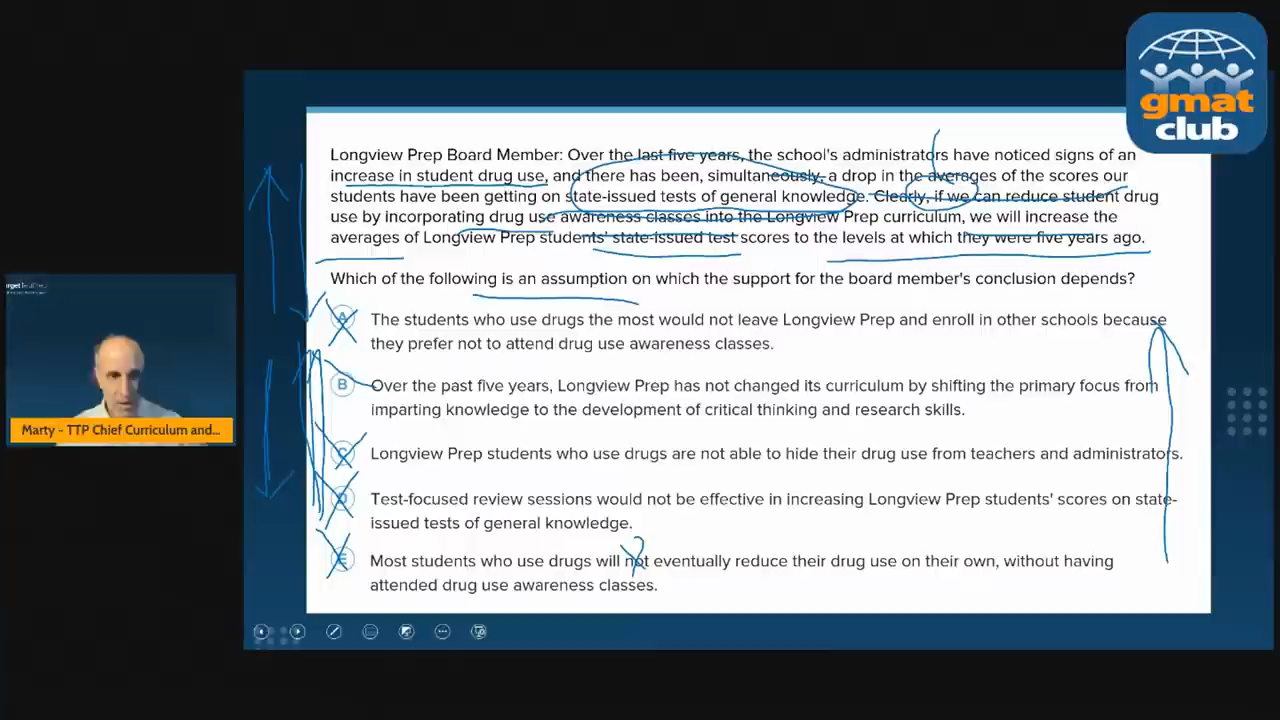 gmat
club
Longview Prep Board Member: Over the last five years, the school's administrators have noticed signs of an
increase in student drug use, and there has been, simultaneously, a drop in the averages of the scores our
students have been getting on state-issued tests of general knowledge. Clearly, if we can reduce student drug
use by incorporating drug use awareness classes into the Longview Prep curriculum, we will increase the
averages of Longview Prep students' state-issued test scores to the levels at which they were five years ago.
Which of the following is an assumption on which the support for the board member's conclusion depends?
A The students who use drugs the most would not leave Longview Prep and enroll in other schools because
they prefer not to attend drug use awareness classes.
B Over the past five years, Longview Prep has not changed its curriculum by shifting the primary focus from
imparting knowledge to the development of critical thinking and research skills.
C Longview Prep students who use drugs are not able to hide their drug use from teachers and administrators.
D Test-focused review sessions would not be effective in increasing Longview Prep students' scores on state-
issued tests of general knowledge.
E Most students who use drugs will not eventually reduce their drug use on their own, without having
attended drug use awareness classes.
Marty - TTP Chief Curriculum and...